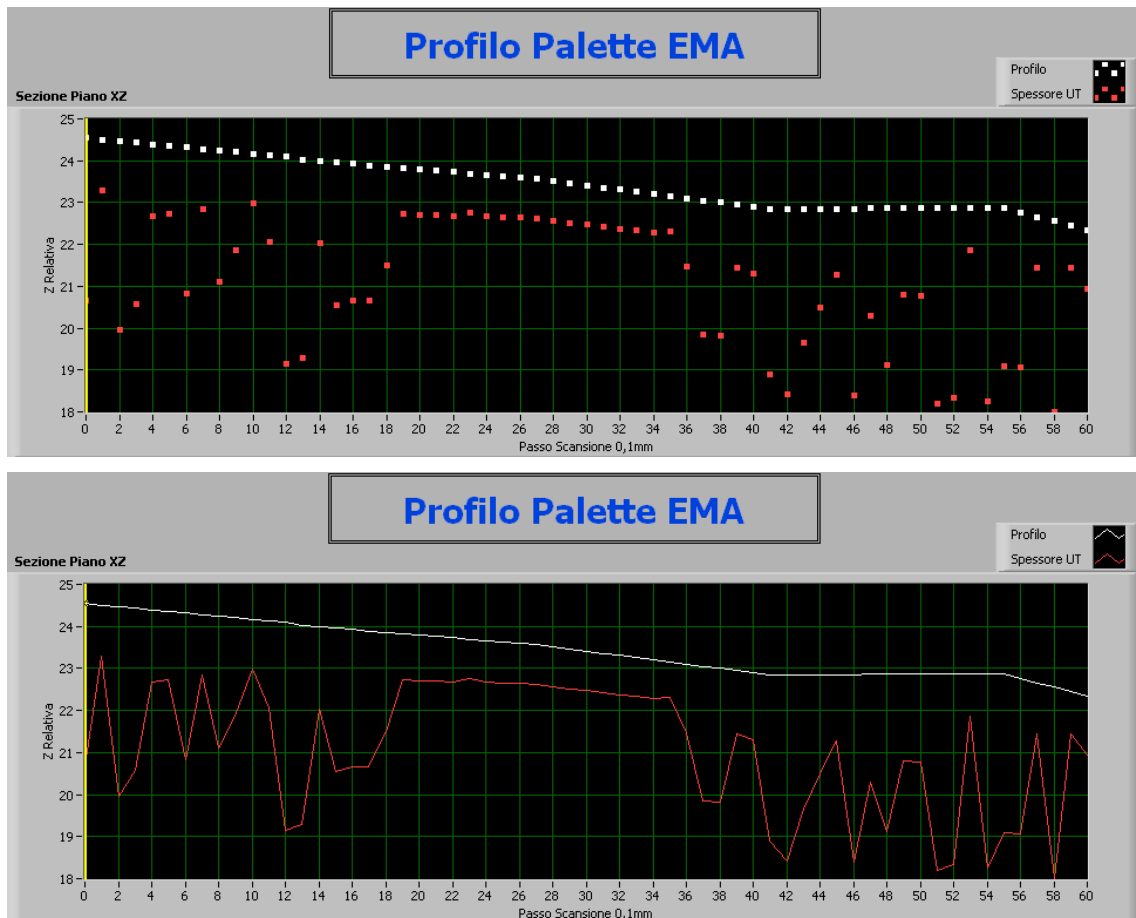 Profilo Palette EMA
Profilo
Spessore UT
Sezione Piano XZ
25
24
23
22
21
20
19
18
Z Relativa
0 2 4 6 8 10 12 14 16 18 20 22 24 26 28 30 32 34 36 38 40 42 44 46 48 50 52 54 56 58 60
Passo Scansione 0,1mm
Profilo Palette EMA
Profilo
Spessore UT
Sezione Piano XZ
25
24
23
22
21
20
19
18
Z Relativa
0 2 4 6 8 10 12 14 16 18 20 22 24 26 28 30 32 34 36 38 40 42 44 46 48 50 52 54 56 58 60
Passo Scansione 0,1mm